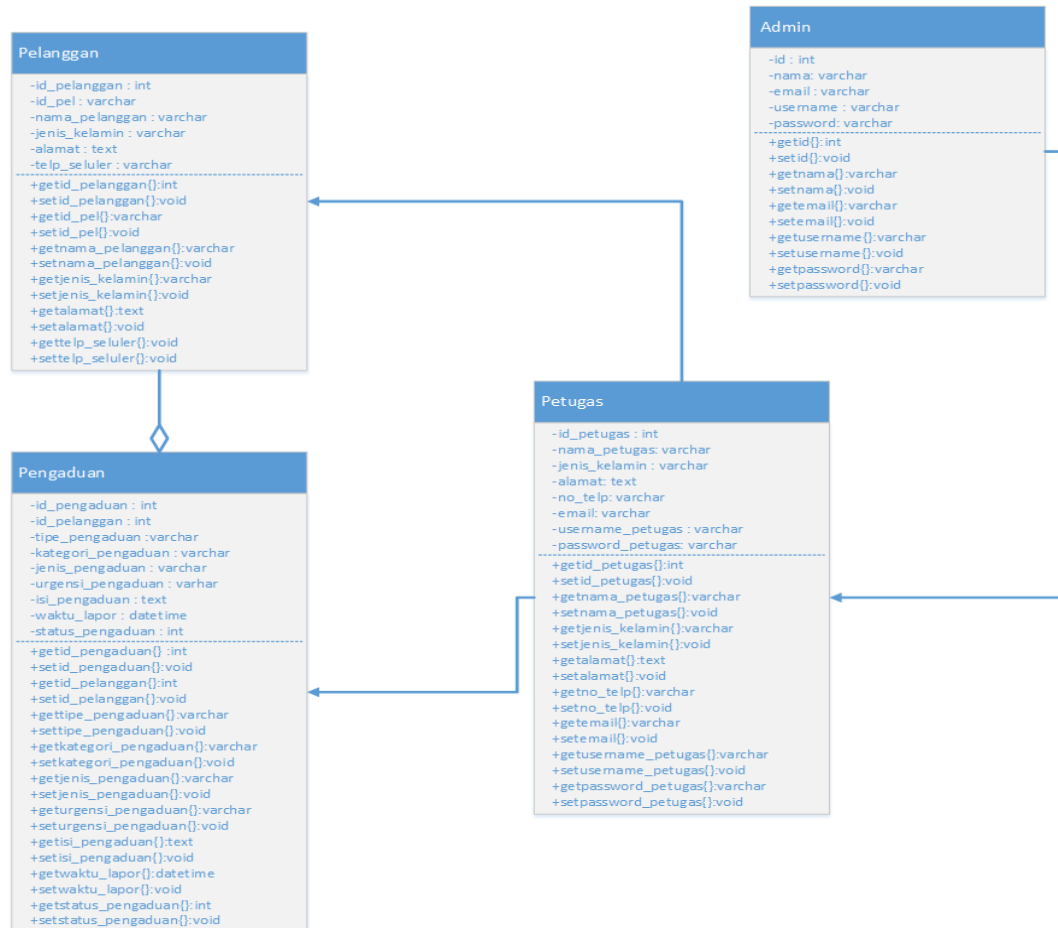 Pelanggan
-id_pelanggan : int
-id_pel : varchar
-nama_pelanggan : varchar
-jenis_kelamin : varchar
-alamat : text
-telp_seluler : varchar
+getid_pelanggan{}:int
+setid_pelanggan{}:void
+getid_pel{}:varchar
+setid_pel{}:void
+getnama_pelanggan{}:varchar
+setnama_pelanggan{}:void
+getjenis_kelamin{}:varchar
+setjenis_kelamin{}:void
+getalamat{}:text
+setalamat{}:void
+gettelp_seluler{}:void
+settelp_seluler{}:void
Admin
-id : int
-nama: varchar
-email : varchar
-username : varchar
-password: varchar
+getid{}:int
+setid{}:void
+getnama{}:varchar
+setnama{}:void
+getemail{}:varchar
+setemail{}:void
+getusername{}:varchar
+setusername{}:void
+getpassword{}:varchar
+setpassword{}:void
Petugas
-id_petugas : int
-nama_petugas: varchar
-jenis_kelamin : varchar
-alamat: text
-no_telp: varchar
-email: varchar
-username_petugas : varchar
-password_petugas: varchar
+getid_petugas{}:int
+setid_petugas{}:void
+getnama_petugas{}:varchar
+setnama_petugas{}:void
+getjenis_kelamin{}:varchar
+setjenis_kelamin{}:void
+getalamat{}:text
+setalamat{}:void
+getno_telp{}:varchar
+setno_telp{}:void
+getemail{}:varchar
+setemail{}:void
+getusername_petugas{}:varchar
+setusername_petugas{}:void
+getpassword_petugas{}:varchar
+setpassword_petugas{}:void
Pengaduan
-id_pengaduan : int
-id_pelanggan : int
-tipe_pengaduan :varchar
-kategori_pengaduan : varchar
-jenis_pengaduan : varchar
-urgensi_pengaduan : varhar
-isi_pengaduan : text
-waktu_lapor : datetime
-status_pengaduan : int
+getid_pengaduan{} :int
+setid_pengaduan{}:void
+getid_pelanggan{}:int
+setid_pelanggan{}:void
+gettipe_pengaduan{}:varchar
+settipe_pengaduan{}:void
+getkategori_pengaduan{}:varchar
+setkategori_pengaduan{}:void
+getjenis_pengaduan{}:varchar
+setjenis_pengaduan{}:void
+geturgensi_pengaduan{}:varchar
+seturgensi_pengaduan{}:void
+getisi_pengaduan{}:text
+setisi_pengaduan{}:void
+getwaktu_lapor{}:datetime
+setwaktu_lapor{}:void
+getstatus_pengaduan{}:int
+setstatus_pengaduan{}:void